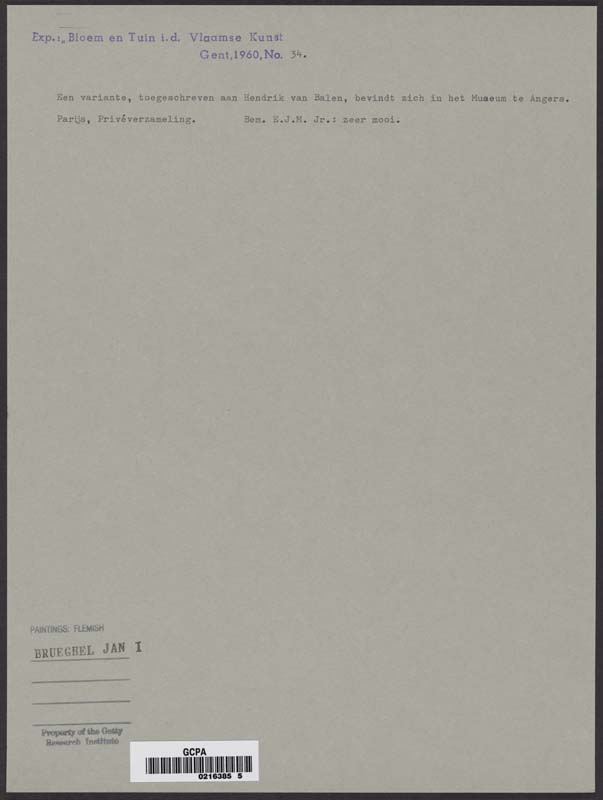 Exp.: „Bloem en Tuin i.d. Vlaamse Kunst
Gent,1960,No. 34.
Een variante, toegeschreven aan Hendrik van Balen, bevindt zich in het Museum te Angers.
Parijs, Privéverzameling. Bem. E.J.M. Jr.: zeer mooi.
PAINTINGS: FLEMISH
BRUEGHEL JAN I
Property of the Getty
Research Institute
GCPA
0216385 5